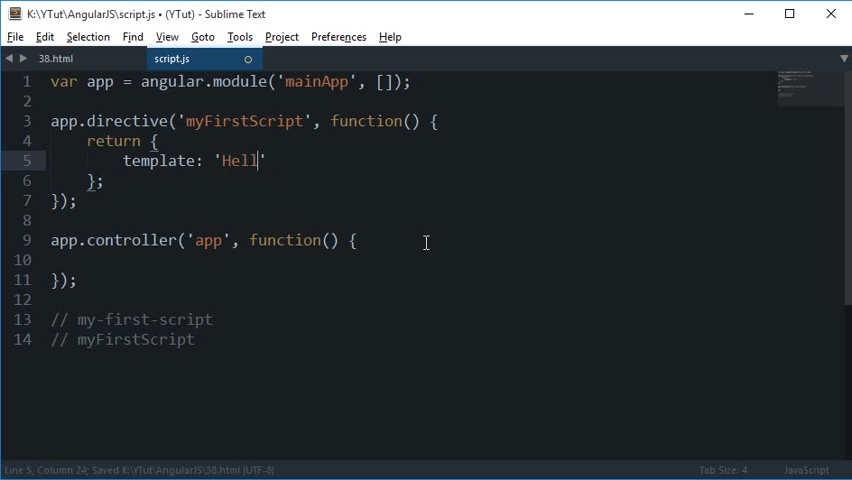 K:\YTut\AngularJS\script.js • (YTut) - Sublime Text
File Edit Selection Find View Goto Tools Project Preferences Help
38.html script.js
1 var app = angular.module('mainApp', []);
2
3 app.directive('myFirstScript', function() {
4 return {
5 template: 'Hell'
6 };
7 });
8
9 app.controller('app', function() {
10
11 });
12
13 // my-first-script
14 // myFirstScript
Line 5, Column 24; Saved K:\YTut\AngularJS\38.html (UTF-8) Tab Size: 4 JavaScript